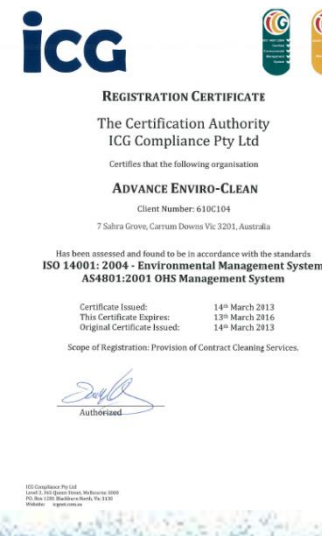 icg
REGISTRATION CERTIFICATE
The Certification Authority
ICG Compliance Pty Ltd
Certifies that the following organisation
ADVANCE ENVIRO-CLEAN
Client Number: 610C104
7 Sahra Grove, Carrum Downs Vic 3201, Australia
Has been assessed and found to be in accordance with the standards
ISO 14001: 2004 - Environmental Management System
AS4801:2001 OHS Management System
Certificate Issued: 14th March 2013
This Certificate Expires: 13th March 2016
Original Certificate Issued: 14th March 2013
Scope of Registration: Provision of Contract Cleaning Services.
Authorized
ICG Compliance Pty Ltd